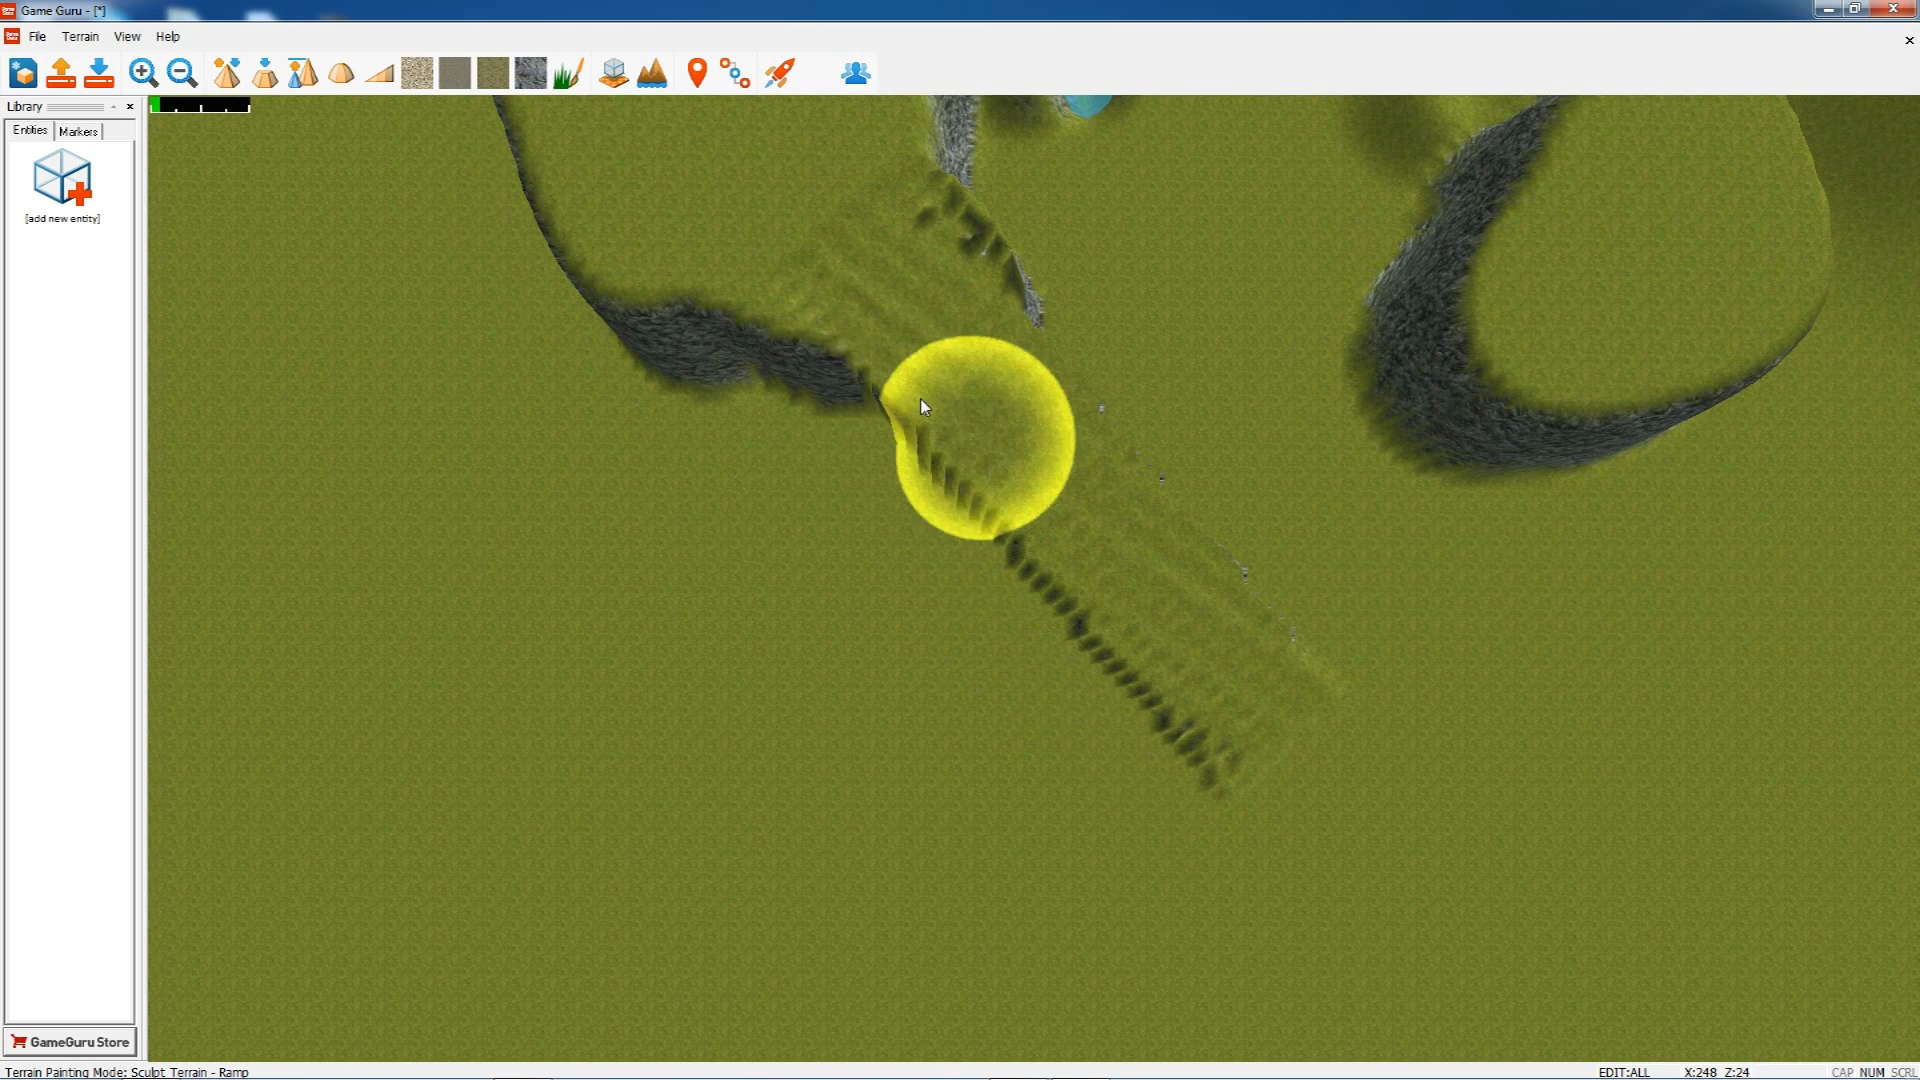 Game Guru - [*]
File Terrain View Help
Library
Entities Markers
[add new entity]
GameGuru Store
Terrain Painting Mode: Sculpt Terrain - Ramp
EDIT:ALL X:248 Z:24 CAP NUM SCRL